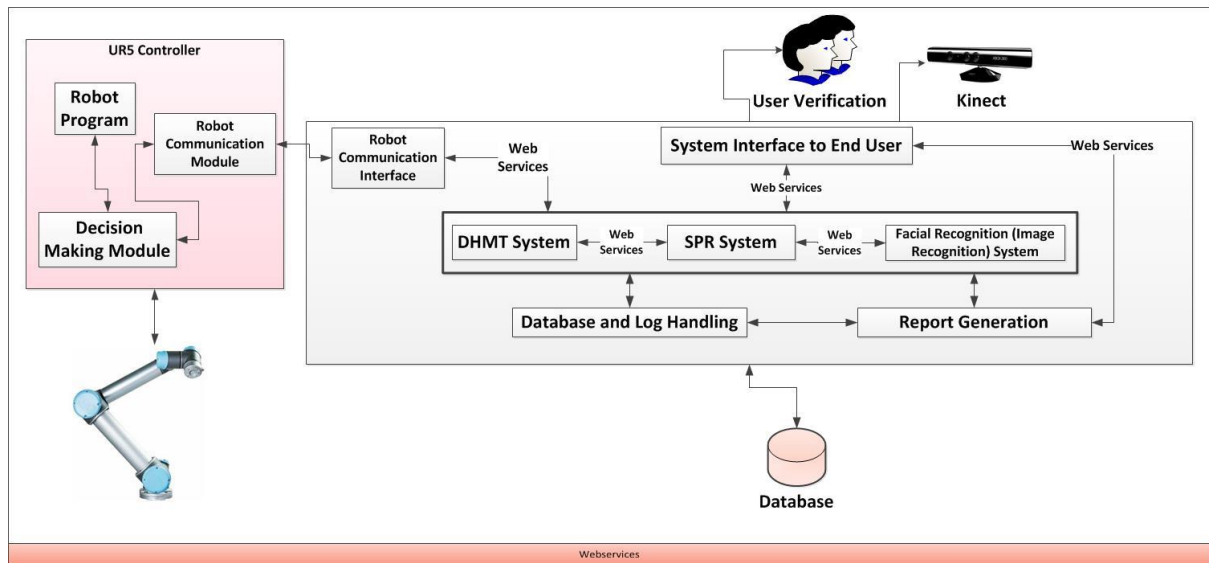 UR5 Controller
Robot
Program
Robot
Communication
Module
Decision
Making Module
User Verification
Kinect
Robot
Communication
Interface
Web
Services
System Interface to End User
Web Services
Web Services
DHMT System
Web
Services
SPR System
Web
Services
Facial Recognition (Image
Recognition) System
Database and Log Handling
Report Generation
Database
Webservices